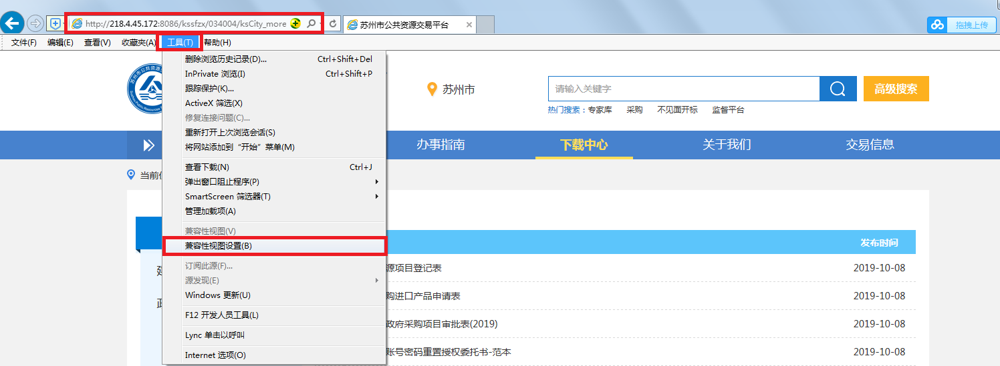 http://218.4.45.172:8086/kssfzx/034004/ksCity_more
苏州市公共资源交易平台
拖拽上传
文件(F) 编辑(E) 查看(V) 收藏夹(A) 工具(T) 帮助(H)
删除浏览历史记录(D)... Ctrl+Shift+Del
InPrivate 浏览(I) Ctrl+Shift+P
跟踪保护(K)...
ActiveX 筛选(X)
修复连接问题(C)...
重新打开上次浏览会话(S)
将网站添加到“开始”菜单(M)
查看下载(N) Ctrl+J
弹出窗口阻止程序(P)
SmartScreen 筛选器(T)
管理加载项(A)
兼容性视图(V)
兼容性视图设置(B)
订阅此源(F)...
源发现(E)
Windows 更新(U)
F12 开发人员工具(L)
Lync 单击以呼叫
Internet 选项(O)
苏州市
请输入关键字
高级搜索
热门搜索：专家库 采购 不见面开标 监督平台
办事指南 下载中心 关于我们 交易信息
当前
发布时间
源项目登记表 2019-10-08
购进口产品申请表 2019-10-08
政府采购项目审批表(2019) 2019-10-08
账号密码重置授权委托书-范本 2019-10-08